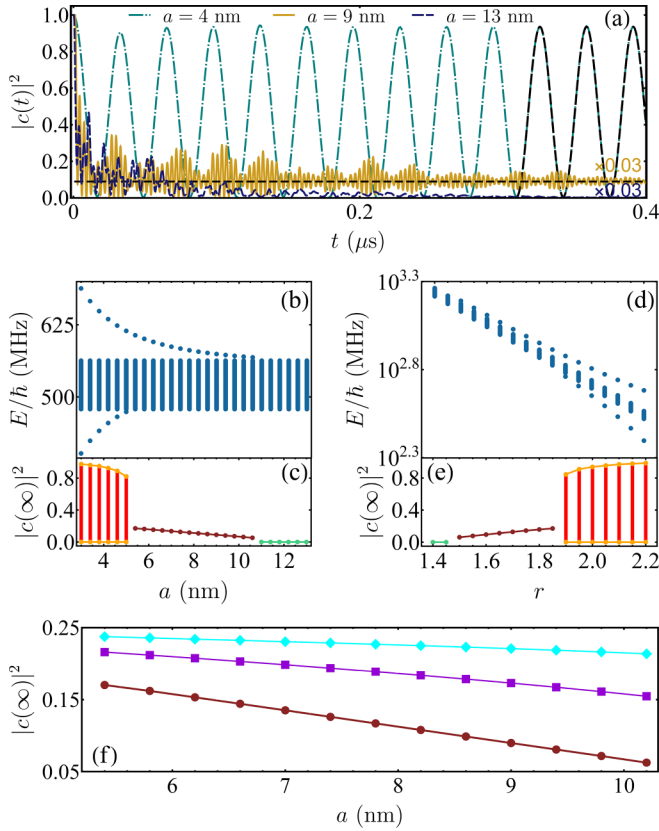 a = 4 nm a = 9 nm a = 13 nm (a)
1.0
0.8
0.6
0.4
0.2
0.0
|c(t)|²
×0.03
×0.03
0 0.2 0.4
t (μs)
(b)
625
500
E/ħ (MHz)
(c)
0.8
0.4
0.0
|c(∞)|²
4 6 8 10 12
a (nm)
(d)
10^3.3
10^2.8
10^2.3
E/ħ (MHz)
(e)
0.8
0.4
0.0
|c(∞)|²
1.4 1.6 1.8 2.0 2.2
r
0.25
0.15
0.05
|c(∞)|²
(f)
6 7 8 9 10
a (nm)